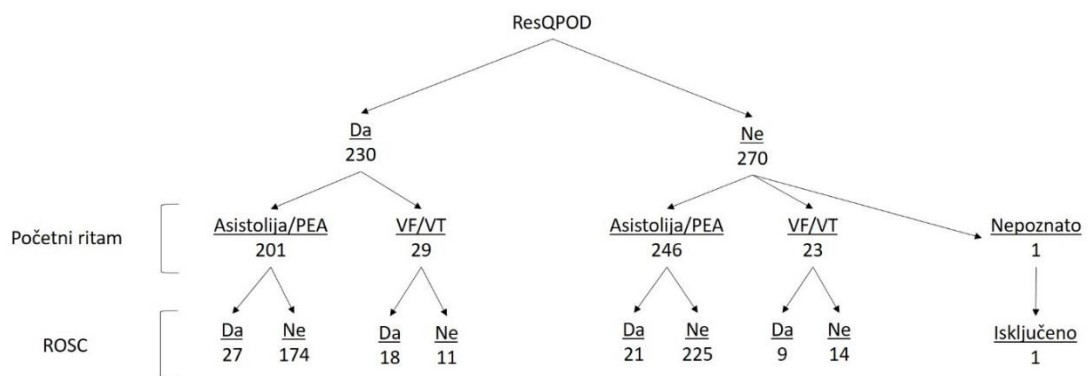 ResQPOD
Da Ne
230 270
Početni ritam
Asistolija/PEA VF/VT Asistolija/PEA VF/VT Nepoznato
201 29 246 23 1
ROSC
Da Ne Da Ne Da Ne Da Ne Isključeno
27 174 18 11 21 225 9 14 1